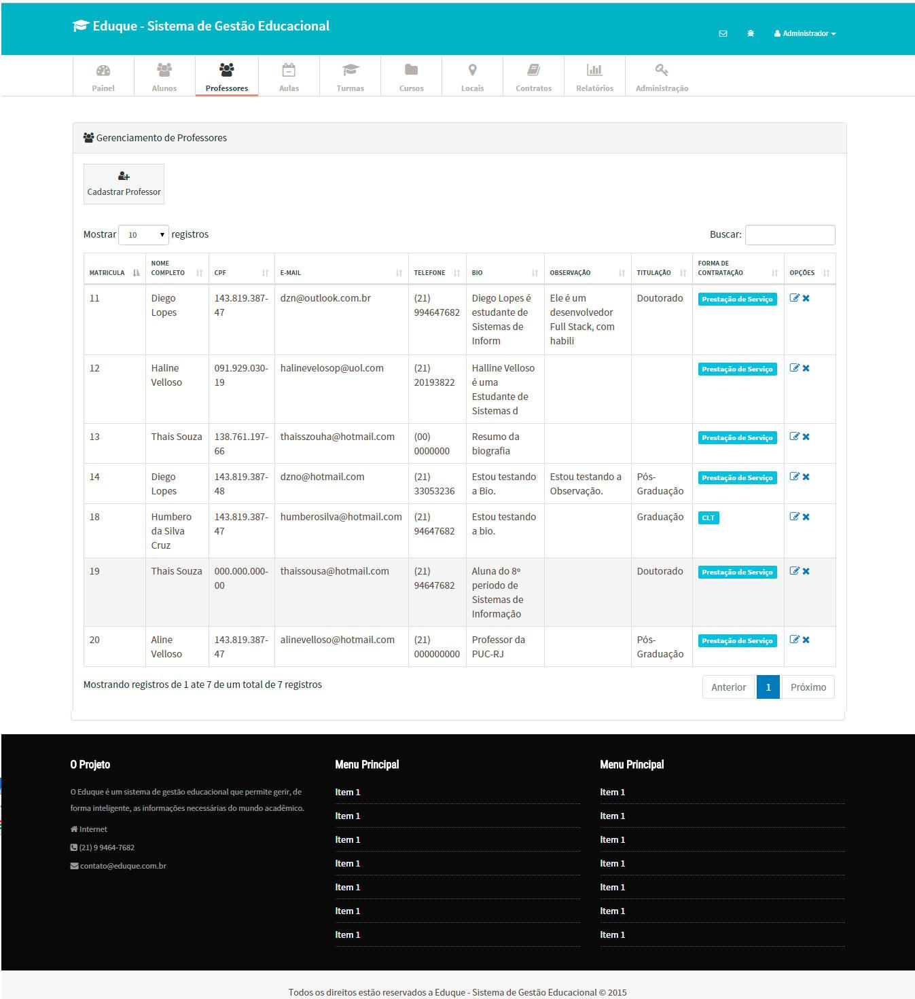 Eduque - Sistema de Gestão Educacional
Administrador
Painel
Alunos
Professores
Aulas
Turmas
Cursos
Locais
Contratos
Relatórios
Administração
Gerenciamento de Professores
Cadastrar Professor
Mostrar 10 registros
Buscar:
MATRICULA
NOME
COMPLETO
CPF
E-MAIL
TELEFONE
BIO
OBSERVAÇÃO
TITULAÇÃO
FORMA DE
CONTRATAÇÃO
OPÇÕES
11
Diego
Lopes
143.819.387-
47
dzn@outlook.com.br
(21)
994647682
Diego Lopes é
estudante de
Sistemas de
Inform
Ele é um
desenvolvedor
Full Stack, com
habili
Doutorado
Prestação de Serviço
12
Haline
Velloso
091.929.030-
19
halinevelosop@uol.com
(21)
20193822
Halline Velloso
é uma
Estudante de
Sistemas d
Prestação de Serviço
13
Thais Souza
138.761.197-
66
thaisszouha@hotmail.com
(00)
0000000
Resumo da
biografia
Prestação de Serviço
14
Diego
Lopes
143.819.387-
48
dzno@hotmail.com
(21)
33053236
Estou testando
a Bio.
Estou testando a
Observação.
Pós-
Graduação
Prestação de Serviço
18
Humbero
da Silva
Cruz
143.819.387-
47
humberosilva@hotmail.com
(21)
94647682
Estou testando
a bio.
Graduação
CLT
19
Thais Souza
000.000.000-
00
thaissousa@hotmail.com
(21)
94647682
Aluna do 8º
período de
Sistemas de
Informação
Doutorado
Prestação de Serviço
20
Aline
Velloso
143.819.387-
47
alinevelloso@hotmail.com
(21)
000000000
Professor da
PUC-RJ
Pós-
Graduação
Prestação de Serviço
Mostrando registros de 1 ate 7 de um total de 7 registros
Anterior 1 Próximo
O Projeto
O Eduque é um sistema de gestão educacional que permite gerir, de
forma inteligente, as informações necessárias do mundo acadêmico.
Internet
(21) 9 9464-7682
contato@eduque.com.br
Menu Principal
Item 1
Item 1
Item 1
Item 1
Item 1
Item 1
Item 1
Menu Principal
Item 1
Item 1
Item 1
Item 1
Item 1
Item 1
Item 1
Todos os direitos estão reservados a Eduque - Sistema de Gestão Educacional © 2015